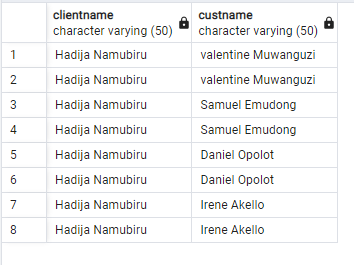 clientname custname
character varying (50) character varying (50)
1 Hadija Namubiru valentine Muwanguzi
2 Hadija Namubiru valentine Muwanguzi
3 Hadija Namubiru Samuel Emudong
4 Hadija Namubiru Samuel Emudong
5 Hadija Namubiru Daniel Opolot
6 Hadija Namubiru Daniel Opolot
7 Hadija Namubiru Irene Akello
8 Hadija Namubiru Irene Akello